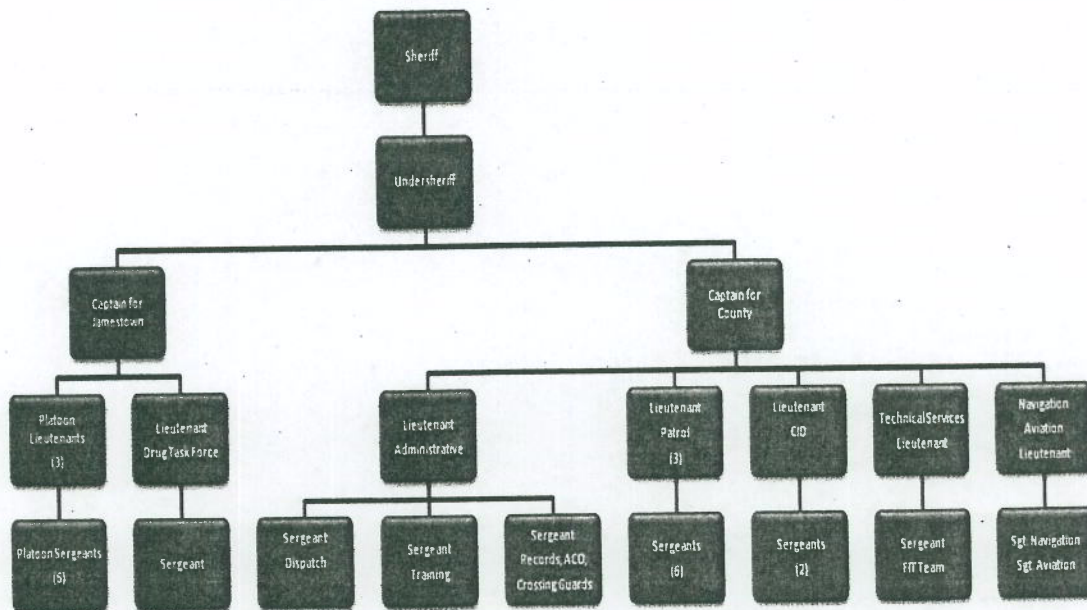 Sheriff
Undersheriff
Captain for
Jamestown
Captain for
County
Platoon
Lieutenants
(3)
Lieutenant
Drug Task Force
Lieutenant
Administrative
Lieutenant
Patrol
(3)
Lieutenant
CID
Technical Services
Lieutenant
Navigation
Aviation
Lieutenant
Platoon Sergeants
(5)
Sergeant
Sergeant
Dispatch
Sergeant
Training
Sergeant
Records, ACO,
Crossing Guards
Sergeants
(6)
Sergeants
(2)
Sergeant
FIT Team
Sgt. Navigation
Sgt. Aviation